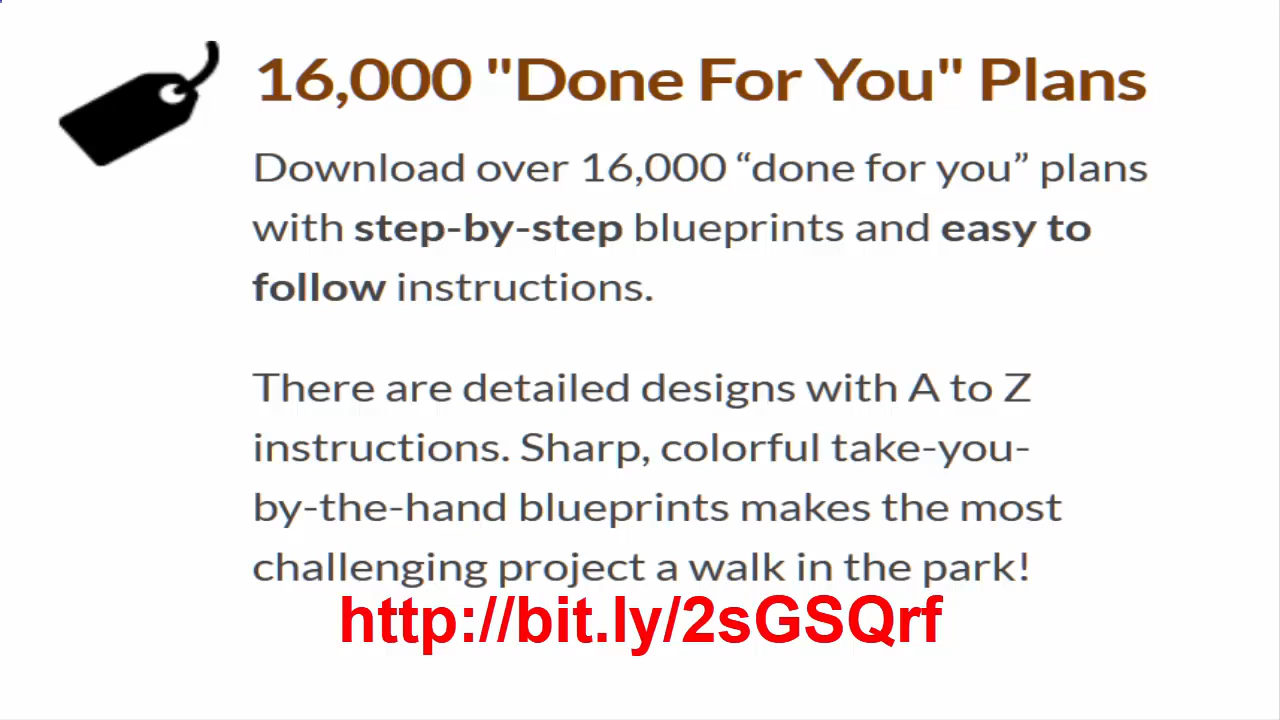 16,000 "Done For You" Plans
Download over 16,000 “done for you” plans
with step-by-step blueprints and easy to
follow instructions.
There are detailed designs with A to Z
instructions. Sharp, colorful take-you-
by-the-hand blueprints makes the most
challenging project a walk in the park!
http://bit.ly/2sGSQrf